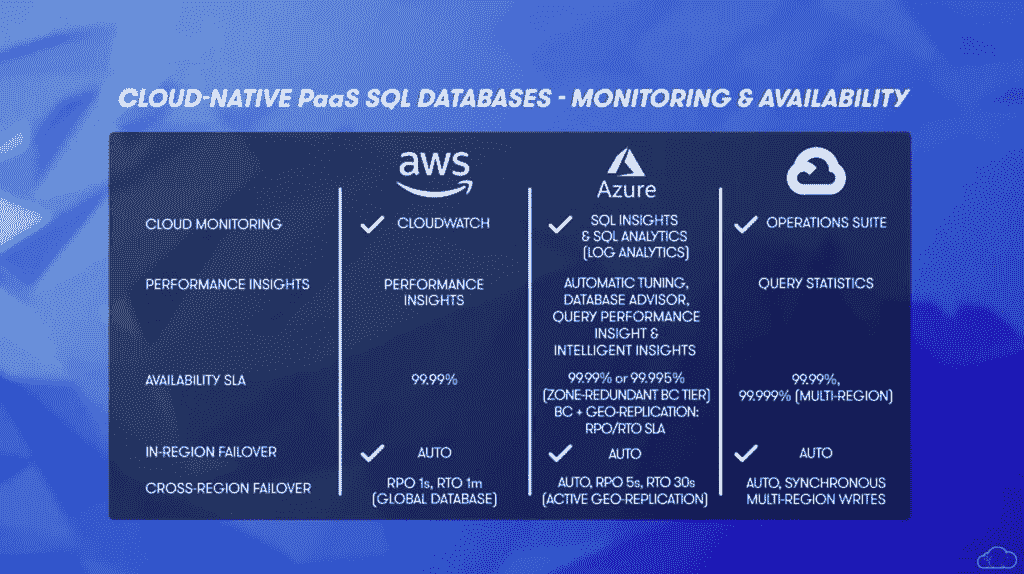 CLOUD-NATIVE PaaS SQL DATABASES - MONITORING & AVAILABILITY
aws
Azure
CLOUD MONITORING
CLOUDWATCH
SQL INSIGHTS
& SQL ANALYTICS
(LOG ANALYTICS)
OPERATIONS SUITE
PERFORMANCE INSIGHTS
PERFORMANCE
INSIGHTS
AUTOMATIC TUNING,
DATABASE ADVISOR,
QUERY PERFORMANCE
INSIGHT &
INTELLIGENT INSIGHTS
QUERY STATISTICS
AVAILABILITY SLA
99.99%
99.99% or 99.995%
(ZONE-REDUNDANT BC TIER)
BC + GEO-REPLICATION:
RPO/RTO SLA
99.99%,
99.999% (MULTI-REGION)
IN-REGION FAILOVER
AUTO
AUTO
AUTO
CROSS-REGION FAILOVER
RPO 1s, RTO 1m
(GLOBAL DATABASE)
AUTO, RPO 5s, RTO 30s
(ACTIVE GEO-REPLICATION)
AUTO, SYNCHRONOUS
MULTI-REGION WRITES